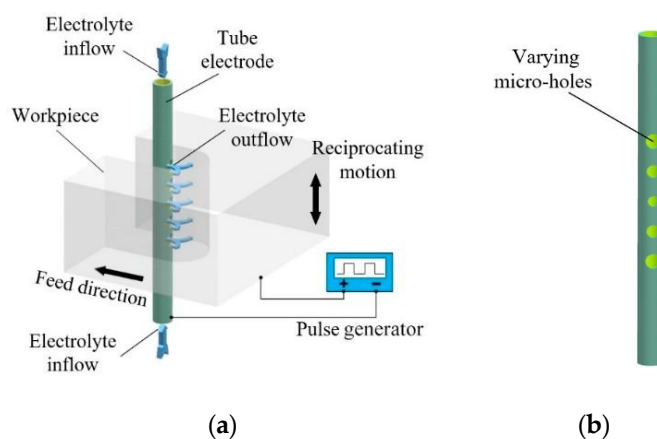 Electrolyte
inflow
Tube
electrode
Workpiece
Electrolyte
outflow
Reciprocating
motion
Feed direction
+ −
Pulse generator
Electrolyte
inflow
(a)
Varying
micro-holes
(b)